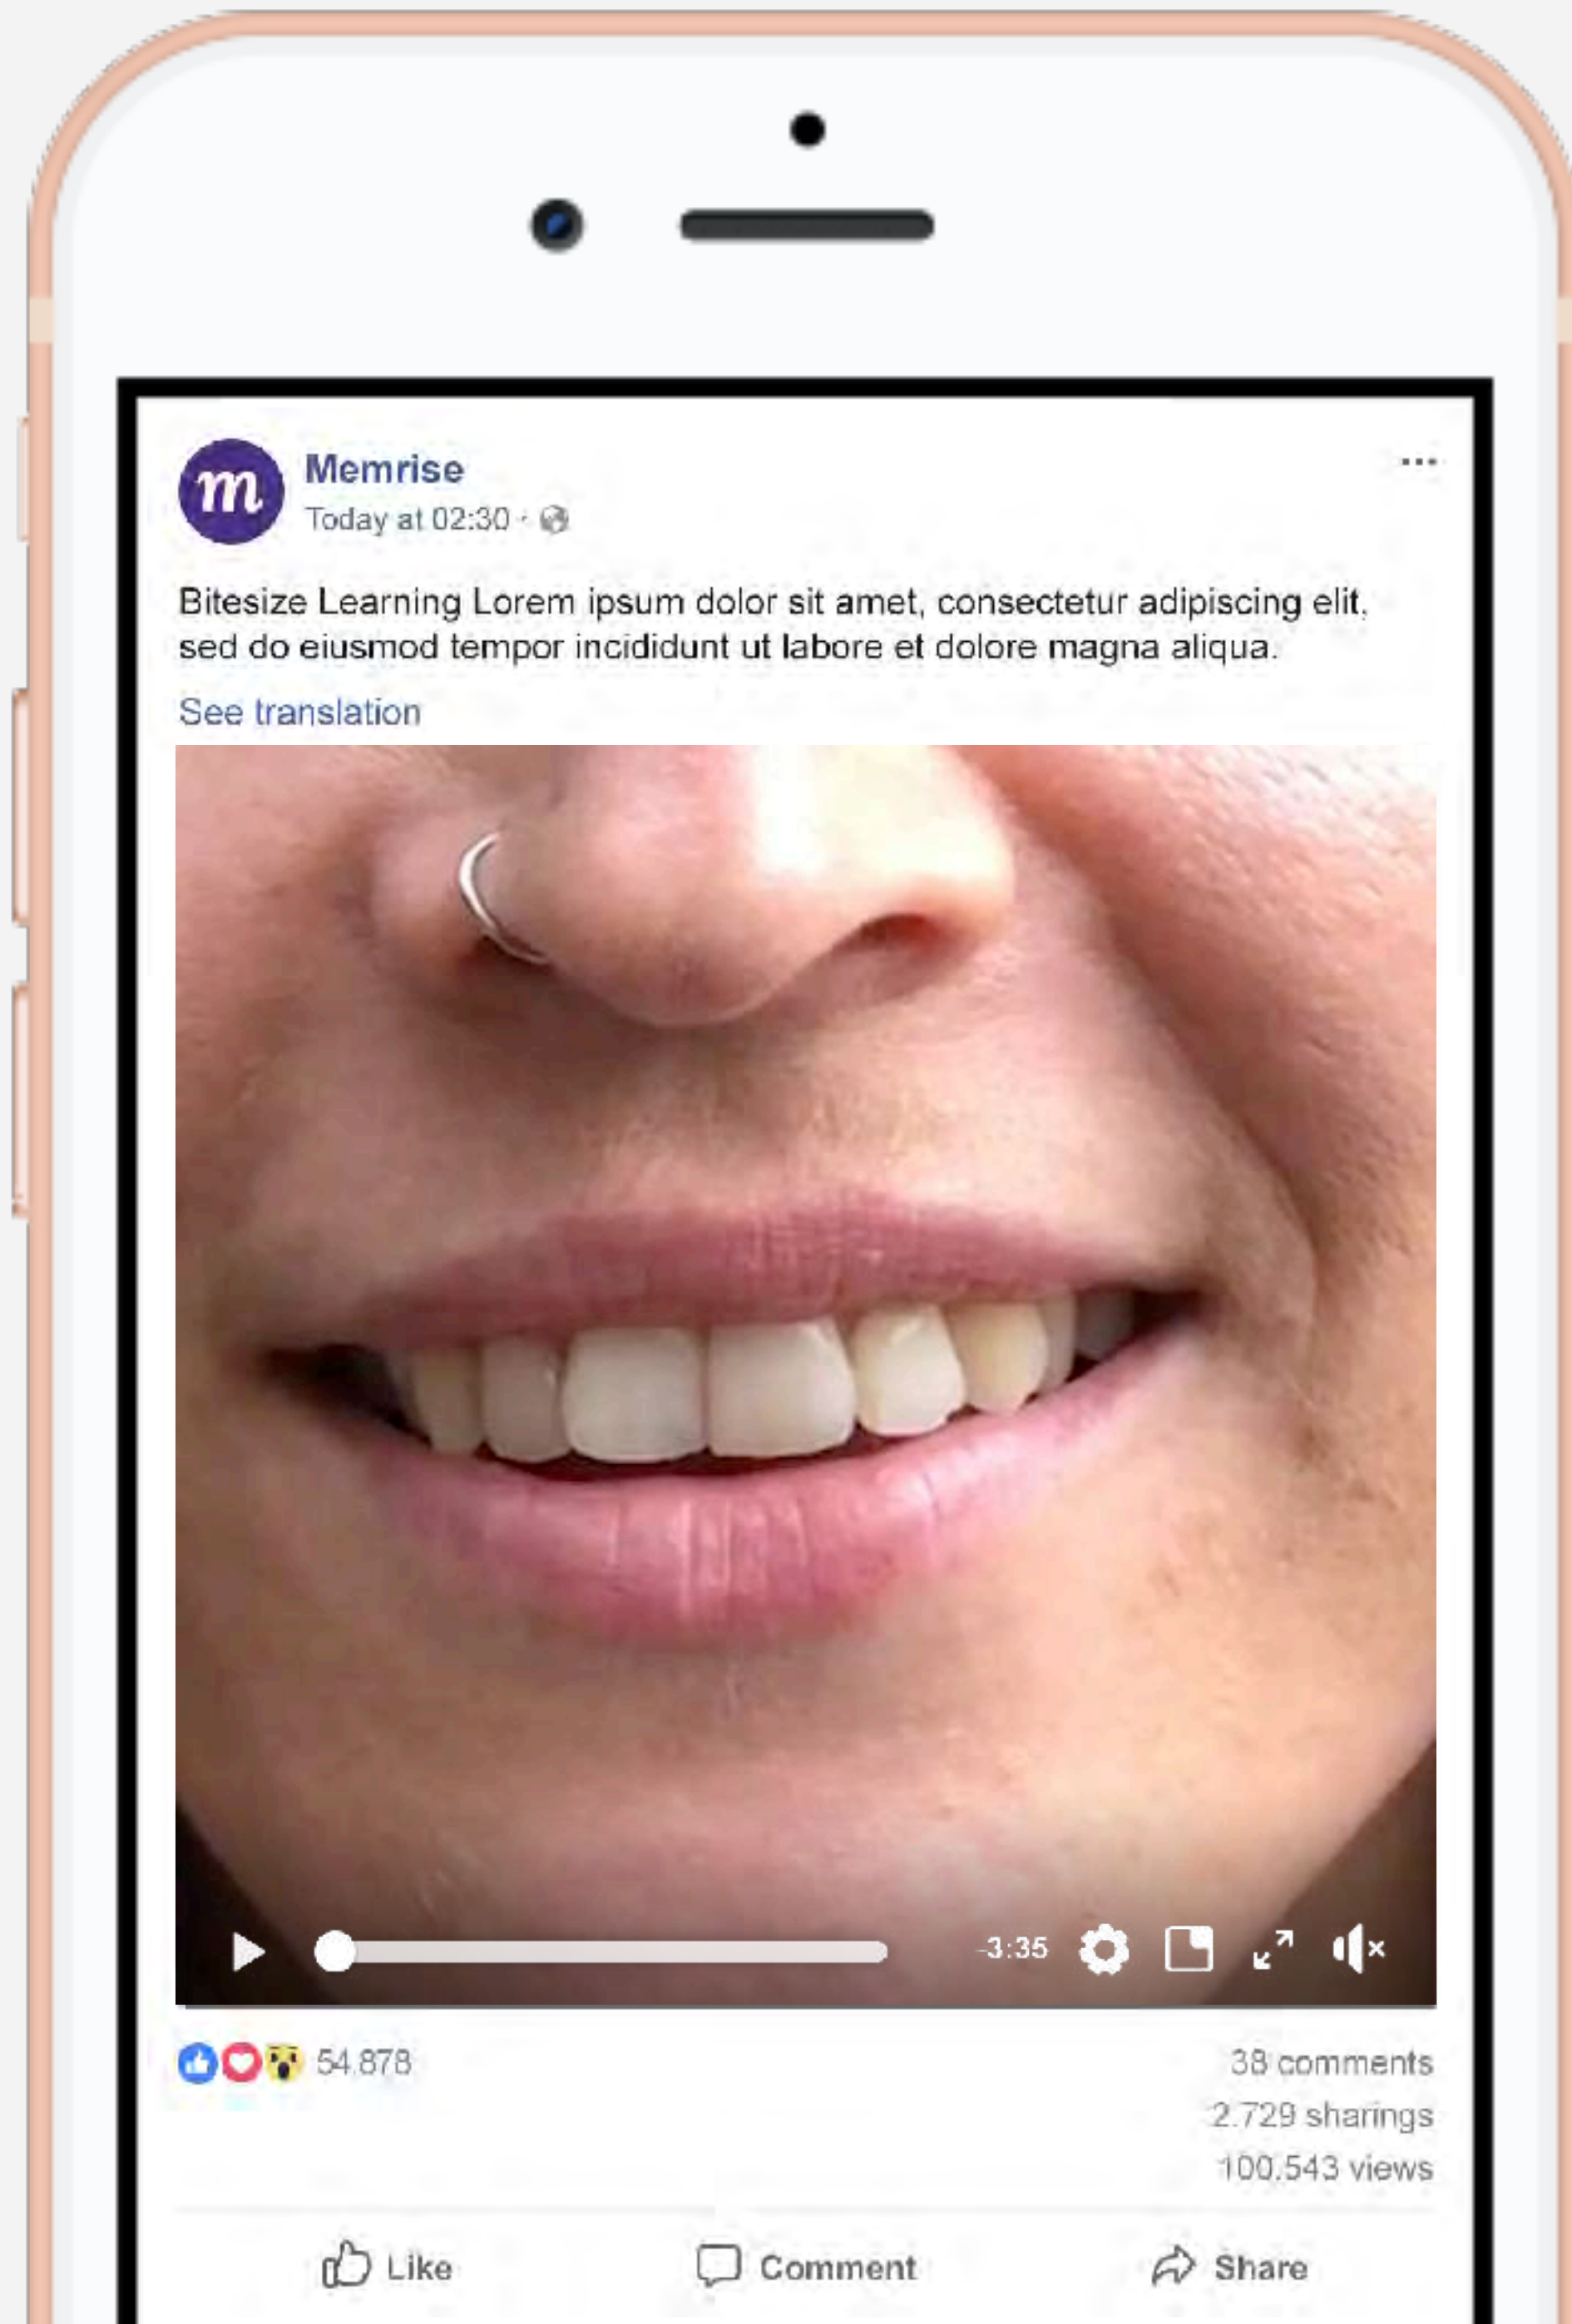 m
Memrise
Today at 02:30 ·
Bitesize Learning Lorem ipsum dolor sit amet, consectetur adipiscing elit,
sed do eiusmod tempor incididunt ut labore et dolore magna aliqua.
See translation
-3:35
54.878
38 comments
2.729 sharings
100.543 views
Like
Comment
Share